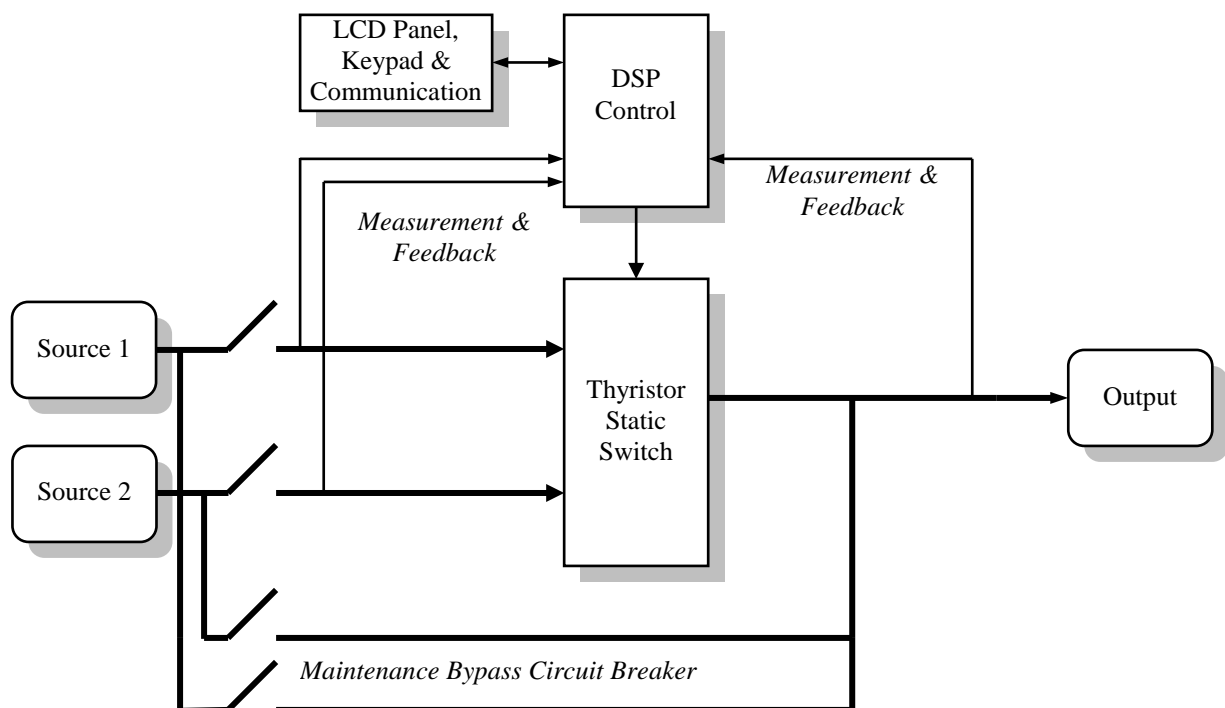 LCD Panel,
Keypad &
Communication
DSP
Control
Measurement &
Feedback
Measurement &
Feedback
Source 1
Thyristor
Static
Switch
Output
Source 2
Maintenance Bypass Circuit Breaker